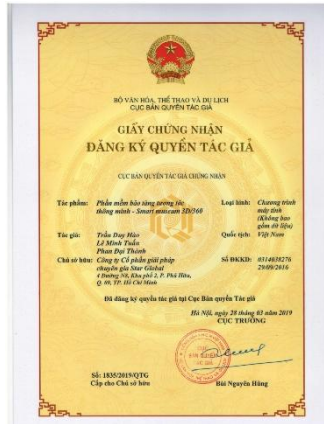 BỘ VĂN HÓA, THỂ THAO VÀ DU LỊCH
CỤC BẢN QUYỀN TÁC GIẢ
GIẤY CHỨNG NHẬN
ĐĂNG KÝ QUYỀN TÁC GIẢ
CỤC BẢN QUYỀN TÁC GIẢ CHỨNG NHẬN
Tác phẩm: Phần mềm bảo tàng tương tác
thông minh - Smart museum 3D/360
Loại hình: Chương trình
máy tính
(Không bao
gồm dữ liệu)
Tác giả: Trần Duy Hào
Lê Minh Tuấn
Phan Đại Thành
Quốc tịch: Việt Nam
Chủ sở hữu: Công ty Cổ phần giải pháp
chuyên gia Star Global
4 Đường N8, Khu phố 2, P. Phú Hữu,
Q. 09, TP. Hồ Chí Minh
Số ĐKKD: 0314038276
29/09/2016
Đã đăng ký quyền tác giả tại Cục Bản quyền Tác giả
Hà Nội, ngày 28 tháng 03 năm 2019
CỤC TRƯỞNG
Số: 1835/2019/QTG
Cấp cho Chủ sở hữu
Bùi Nguyên Hùng